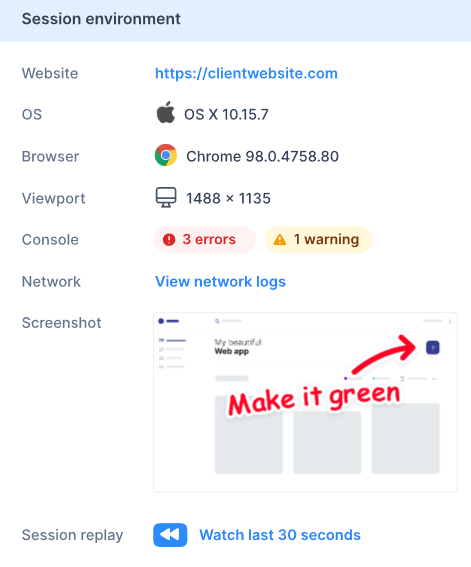 Session environment
Website https://clientwebsite.com
OS OS X 10.15.7
Browser Chrome 98.0.4758.80
Viewport 1488 × 1135
Console 3 errors 1 warning
Network View network logs
Screenshot
My beautiful
Web app
Make it green
Session replay Watch last 30 seconds